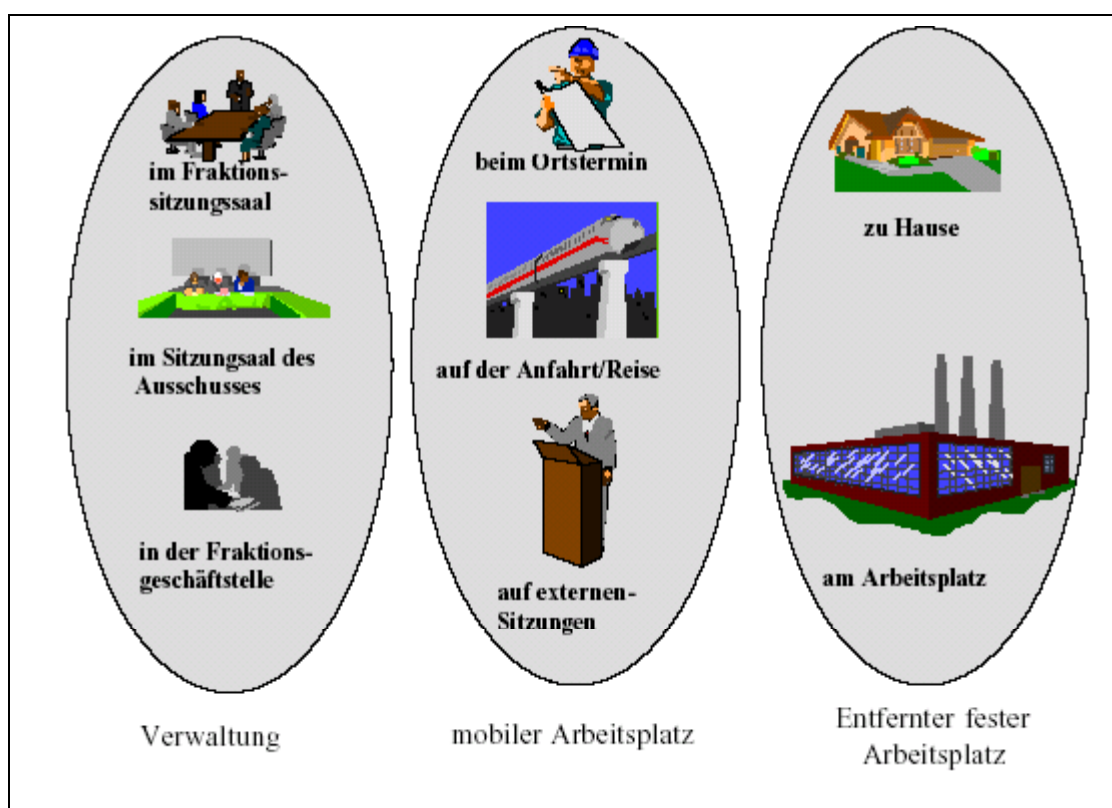 im Fraktions-
sitzungssaal
im Sitzungsaal des
Ausschusses
in der Fraktions-
geschäftstelle
Verwaltung
beim Ortstermin
auf der Anfahrt/Reise
auf externen-
Sitzungen
mobiler Arbeitsplatz
zu Hause
am Arbeitsplatz
Entfernter fester
Arbeitsplatz